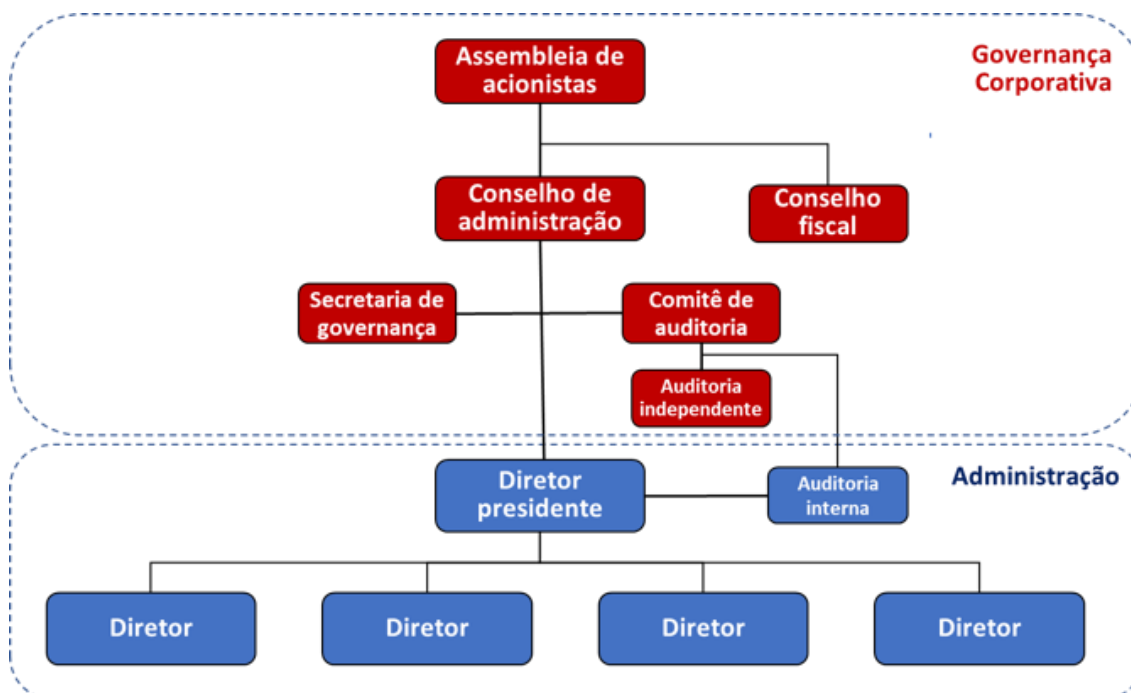 Assembleia de
acionistas
Governança
Corporativa
Conselho de
administração
Conselho
fiscal
Secretaria de
governança
Comitê de
auditoria
Auditoria
independente
Administração
Diretor
presidente
Auditoria
interna
Diretor
Diretor
Diretor
Diretor